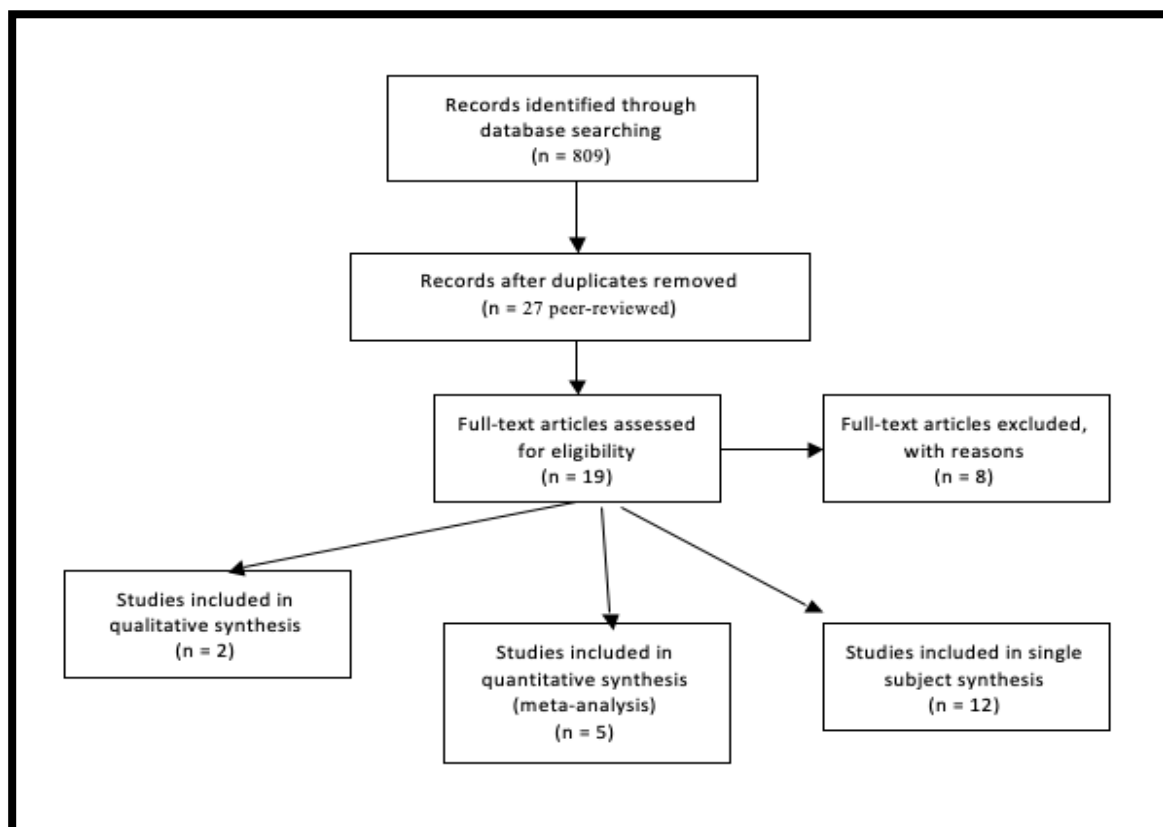 Records identified through
database searching
(n = 809)
Records after duplicates removed
(n = 27 peer-reviewed)
Full-text articles assessed
for eligibility
(n = 19)
Full-text articles excluded,
with reasons
(n = 8)
Studies included in
qualitative synthesis
(n = 2)
Studies included in
quantitative synthesis
(meta-analysis)
(n = 5)
Studies included in single
subject synthesis
(n = 12)